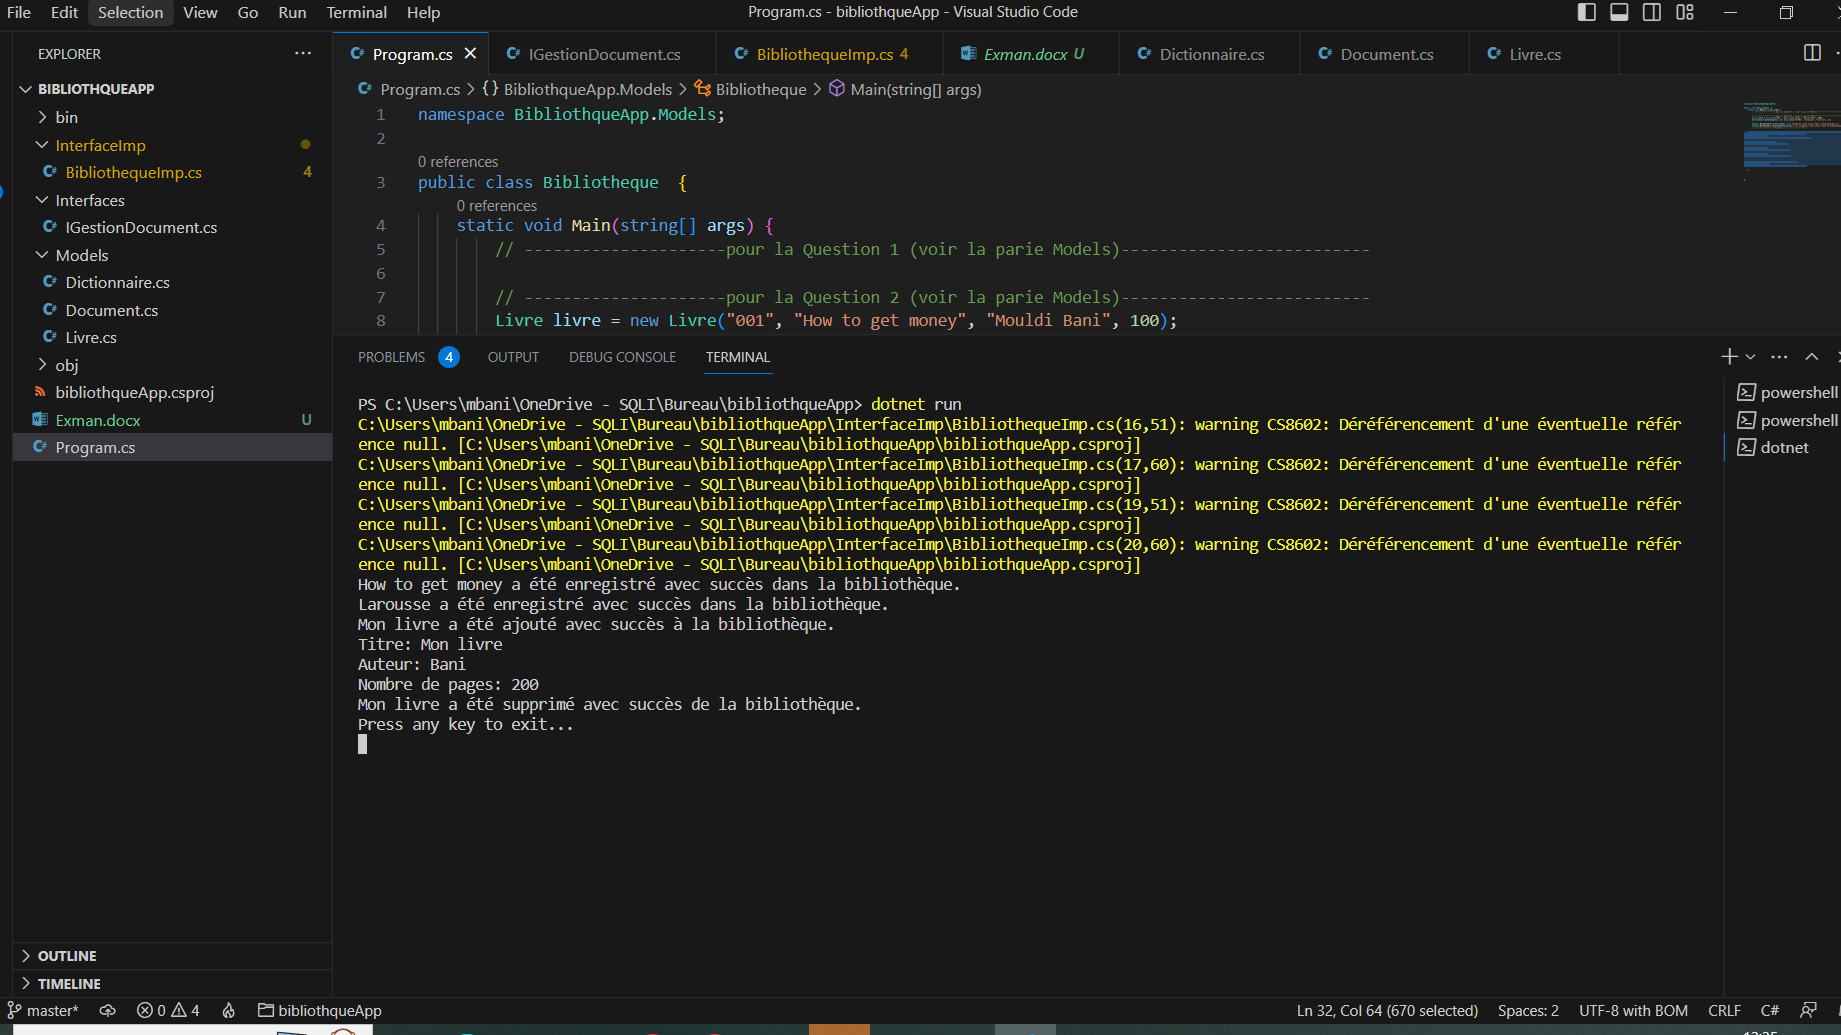 File Edit Selection View Go Run Terminal Help Program.cs - bibliothqueApp - Visual Studio Code
EXPLORER
Program.cs IGestionDocument.cs BibliothequeImp.cs 4 Exman.docx U Dictionnaire.cs Document.cs Livre.cs
BIBLIOTHQUEAPP
bin
InterfaceImp
BibliothequeImp.cs 4
Interfaces
IGestionDocument.cs
Models
Dictionnaire.cs
Document.cs
Livre.cs
obj
bibliothqueApp.csproj
Exman.docx U
Program.cs
OUTLINE
TIMELINE
Program.cs > {} BibliothqueApp.Models > Bibliotheque > Main(string[] args)
1 namespace BibliothqueApp.Models;
2
0 references
3 public class Bibliotheque {
0 references
4 static void Main(string[] args) {
5 // ---------------------pour la Question 1 (voir la parie Models)--------------------------
6
7 // ---------------------pour la Question 2 (voir la parie Models)--------------------------
8 Livre livre = new Livre("001", "How to get money", "Mouldi Bani", 100);
PROBLEMS 4 OUTPUT DEBUG CONSOLE TERMINAL
PS C:\Users\mbani\OneDrive - SQLI\Bureau\bibliothqueApp> dotnet run
C:\Users\mbani\OneDrive - SQLI\Bureau\bibliothqueApp\InterfaceImp\BibliothequeImp.cs(16,51): warning CS8602: Déréférencement d'une éventuelle référ
ence null. [C:\Users\mbani\OneDrive - SQLI\Bureau\bibliothqueApp\bibliothqueApp.csproj]
C:\Users\mbani\OneDrive - SQLI\Bureau\bibliothqueApp\InterfaceImp\BibliothequeImp.cs(17,60): warning CS8602: Déréférencement d'une éventuelle référ
ence null. [C:\Users\mbani\OneDrive - SQLI\Bureau\bibliothqueApp\bibliothqueApp.csproj]
C:\Users\mbani\OneDrive - SQLI\Bureau\bibliothqueApp\InterfaceImp\BibliothequeImp.cs(19,51): warning CS8602: Déréférencement d'une éventuelle référ
ence null. [C:\Users\mbani\OneDrive - SQLI\Bureau\bibliothqueApp\bibliothqueApp.csproj]
C:\Users\mbani\OneDrive - SQLI\Bureau\bibliothqueApp\InterfaceImp\BibliothequeImp.cs(20,60): warning CS8602: Déréférencement d'une éventuelle référ
ence null. [C:\Users\mbani\OneDrive - SQLI\Bureau\bibliothqueApp\bibliothqueApp.csproj]
How to get money a été enregistré avec succès dans la bibliothèque.
Larousse a été enregistré avec succès dans la bibliothèque.
Mon livre a été ajouté avec succès à la bibliothèque.
Titre: Mon livre
Auteur: Bani
Nombre de pages: 200
Mon livre a été supprimé avec succès de la bibliothèque.
Press any key to exit...
powershell
powershell
dotnet
master* 0 4 bibliothqueApp Ln 32, Col 64 (670 selected) Spaces: 2 UTF-8 with BOM CRLF C#